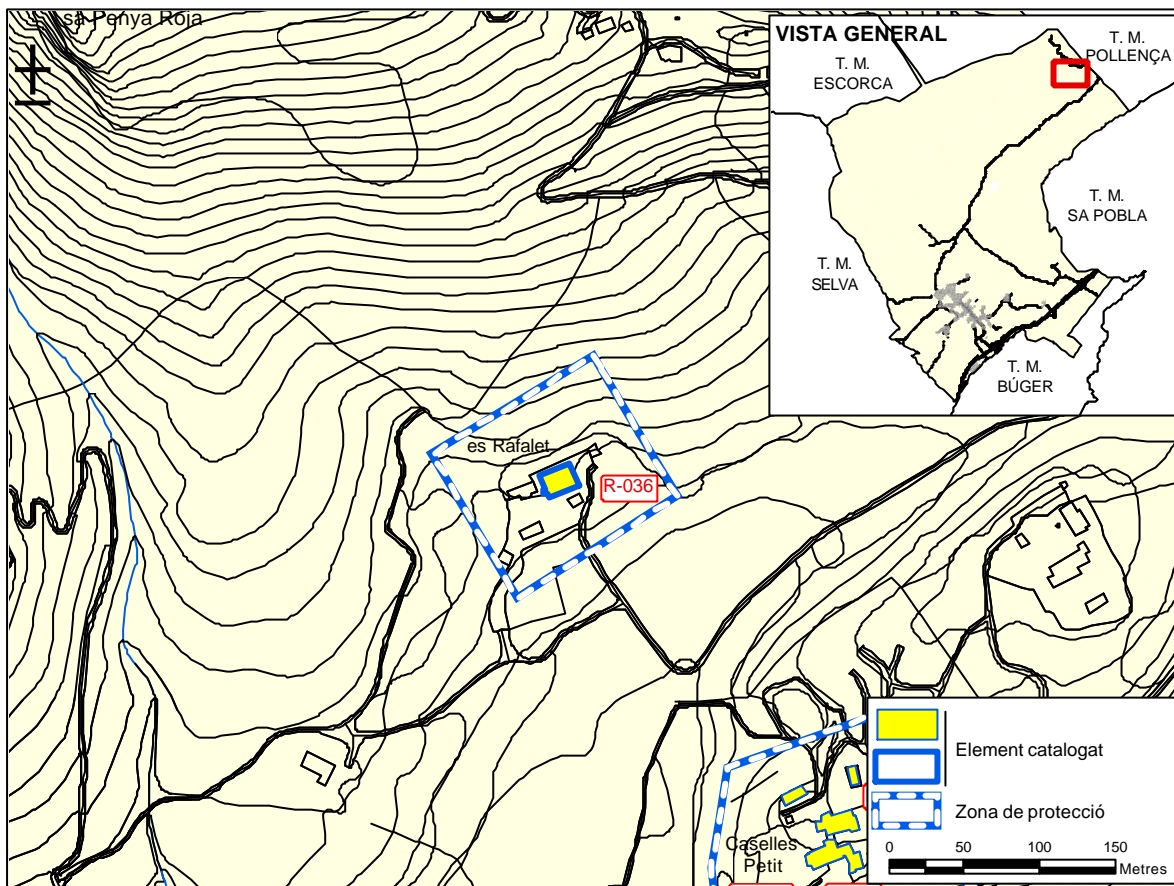 sa Penya Roja
VISTA GENERAL
T. M.
POLLENÇA
T. M.
ESCORCA
T. M.
SA POBLA
T. M.
SELVA
T. M.
BÚGER
es Rafalet
R-036
Caselles
Petit
Element catalogat
Zona de protecció
0 50 100 150
Metres